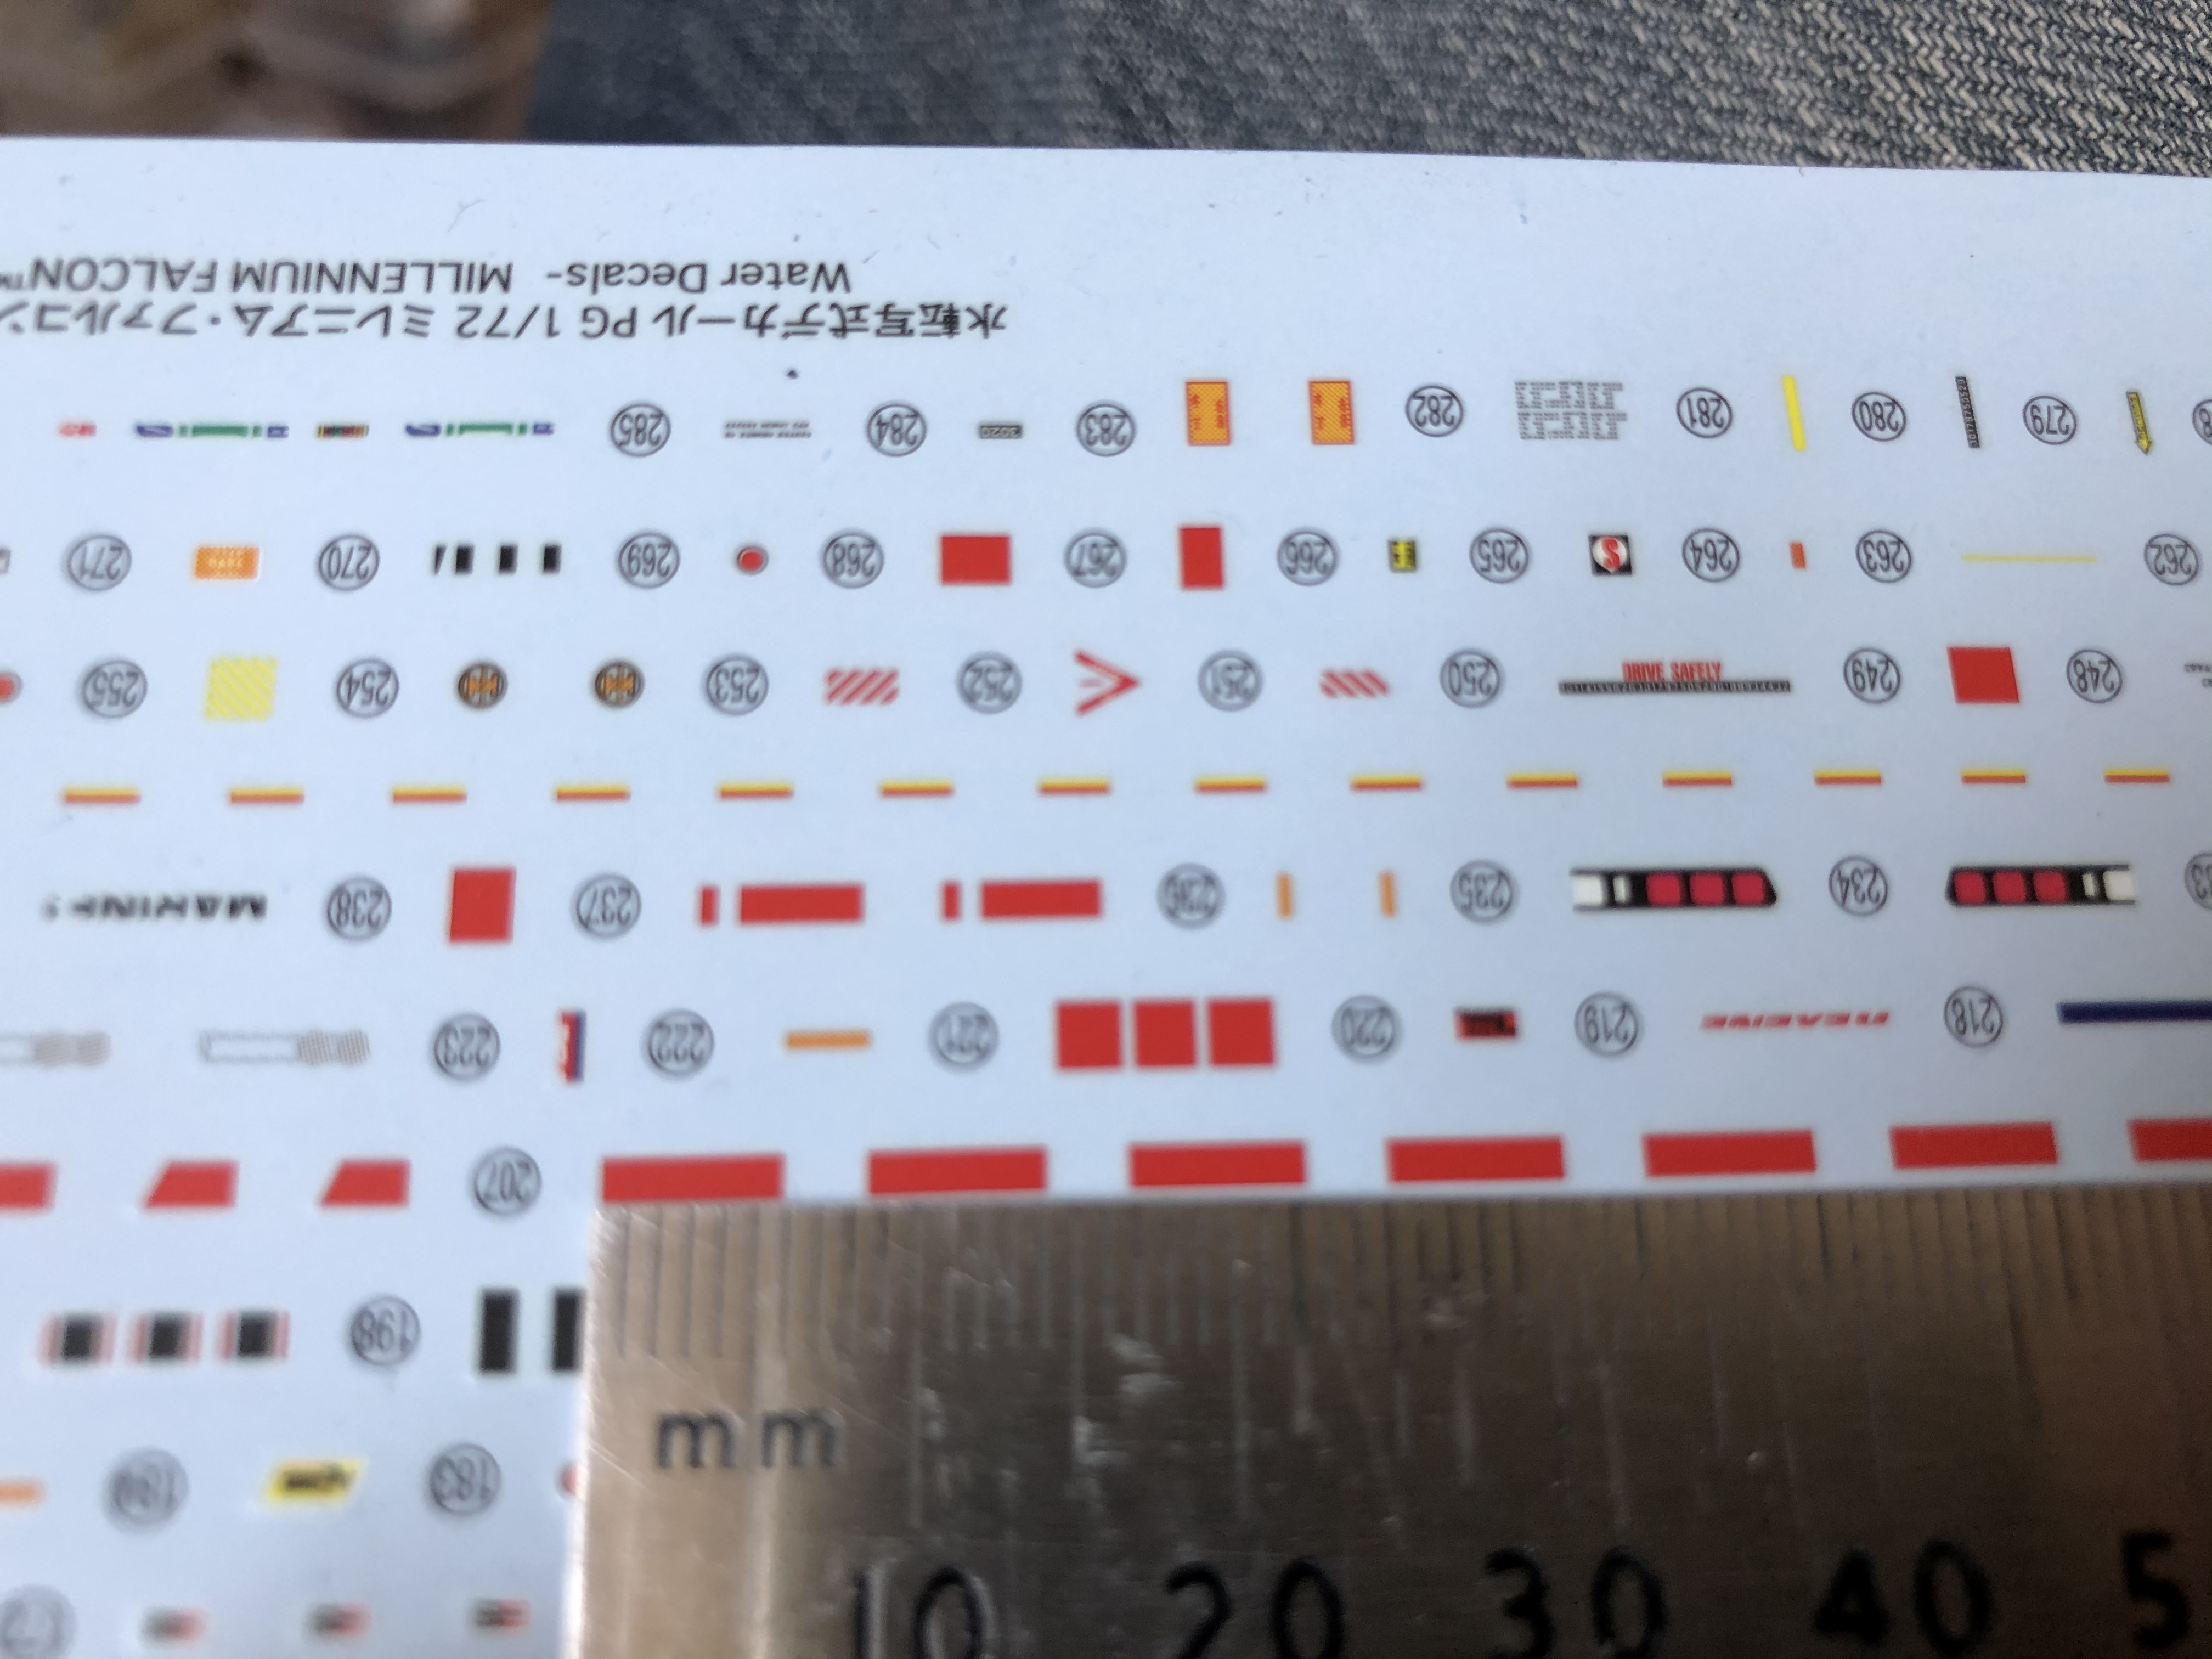 Water Decals- MILLENNIUM FALCON™
水転写式デカール PG 1/72 ミレニアム・ファルコン
285 284 3020 283 282 281 280 279
271 270 269 268 267 266 265 S 264 263 262
255 254 253 252 251 250 DRIVE SAFELY 249 248
238 237 236 235 234
223 222 221 220 219 218
207
198
183
mm
10 20 30 40 5